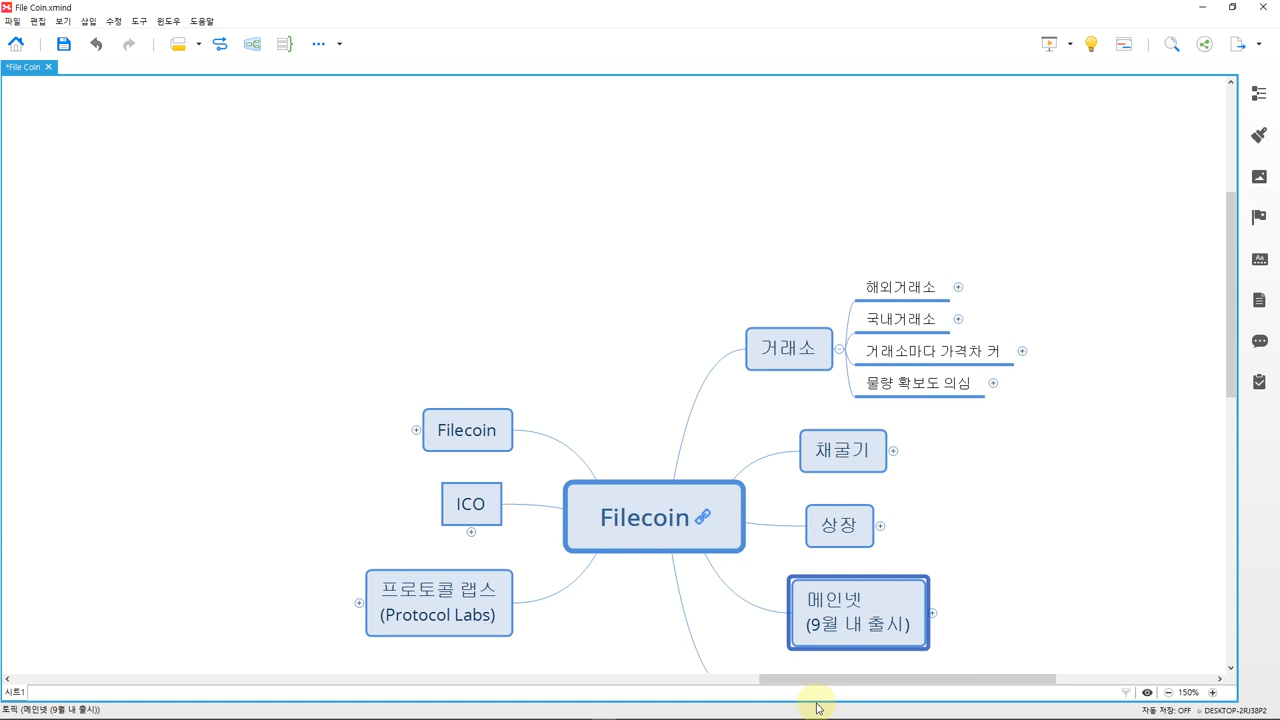 File Coin.xmind
파일 편집 보기 삽입 수정 도구 윈도우 도움말
*File Coin
해외거래소
국내거래소
거래소
거래소마다 가격차 커
물량 확보도 의심
Filecoin
채굴기
ICO
Filecoin
상장
프로토콜 랩스
(Protocol Labs)
메인넷
(9월 내 출시)
시트1
150%
토픽 (메인넷 (9월 내 출시))
자동 저장: OFF
DESKTOP-2RJ38P2
Aa